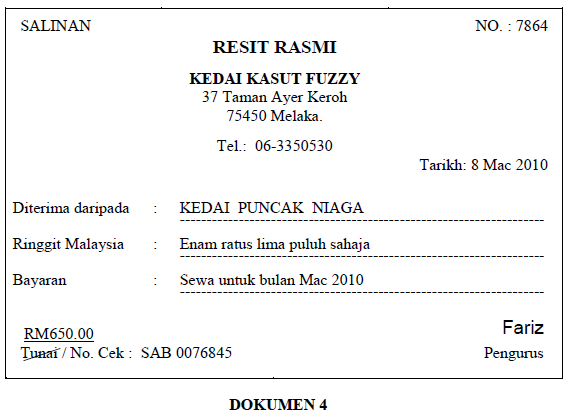 SALINAN NO. : 7864
RESIT RASMI
KEDAI KASUT FUZZY
37 Taman Ayer Keroh
75450 Melaka.
Tel.: 06-3350530
Tarikh: 8 Mac 2010
Diterima daripada : KEDAI PUNCAK NIAGA
Ringgit Malaysia : Enam ratus lima puluh sahaja
Bayaran : Sewa untuk bulan Mac 2010
RM650.00 Fariz
Tunai / No. Cek : SAB 0076845 Pengurus
DOKUMEN 4